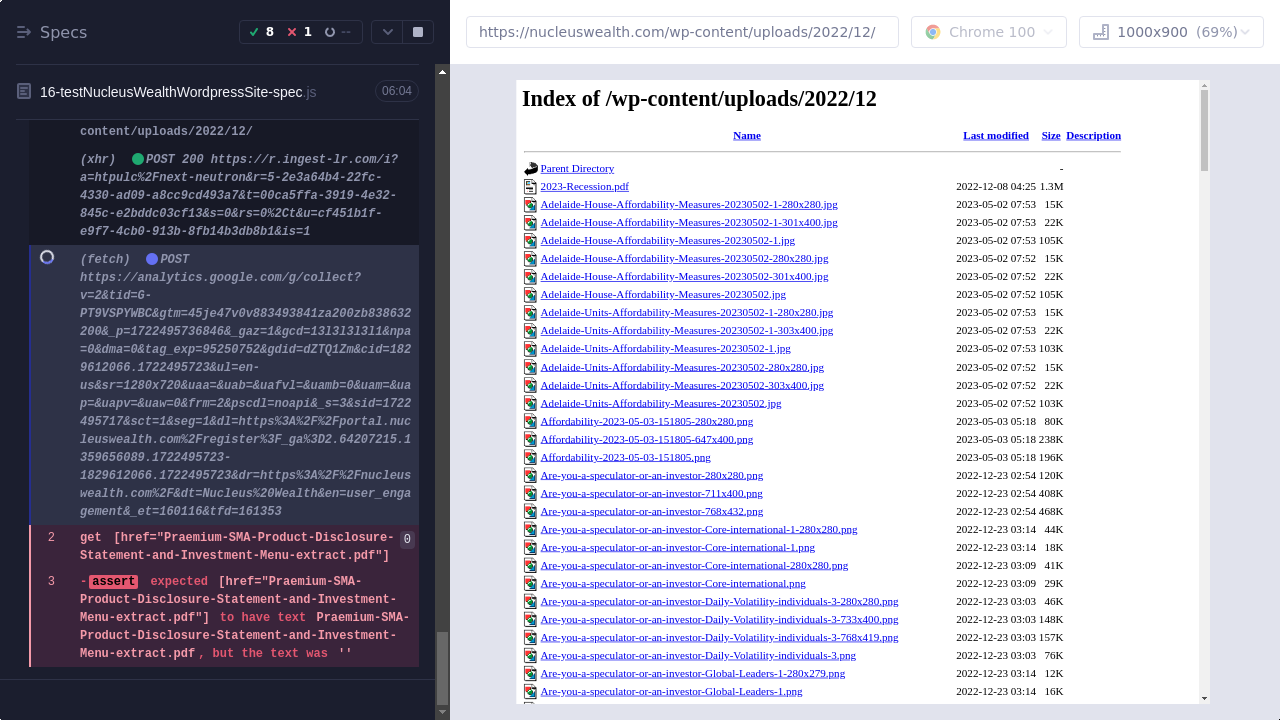 Specs
8
1
--
16-testNucleusWealthWordpressSite-spec.js
06:04
content/uploads/2022/12/
(xhr) POST 200 https://r.ingest-lr.com/i?
a=htpulc%2Fnext-neutron&r=5-2e3a64b4-22fc-
4330-ad09-a8cc9cd493a7&t=0ca5ffa-3919-4e32-
845c-e2bddc03cf13&s=0&rs=0%2Ct&u=cf451b1f-
e9f7-4cb0-913b-8fb14b3db8b1&is=1
(fetch) POST
https://analytics.google.com/g/collect?
v=2&tid=G-
PT9YSPYWBC&gtm=45je47v0v883493841za200zb838632
200&_p=1722495736846&_gaz=1&gcd=13l3l3l3l1&npa
=0&dma=0&tag_exp=95250752&gdid=dZTQ1Zm&cid=182
9612066.1722495723&ul=en-
us&sr=1280x720&uaa=&uab=&uafvl=&uamb=0&uam=&ua
p=&uapv=&uaw=0&frm=2&pscdl=noapi&_s=3&sid=1722
495717&sct=1&seg=1&dl=https%3A%2F%2Fportal.nuc
leuswealth.com%2Fregister%3F_ga%3D2.64207215.1
359656089.1722495723-
1829612066.1722495723&dr=https%3A%2F%2Fnucleus
wealth.com%2F&dt=Nucleus%20Wealth&en=user_enga
gement&_et=160116&tfd=161353
2 get [href="Praemium-SMA-Product-Disclosure- 0
Statement-and-Investment-Menu-extract.pdf"]
3 -assert expected [href="Praemium-SMA-
Product-Disclosure-Statement-and-Investment-
Menu-extract.pdf"] to have text Praemium-SMA-
Product-Disclosure-Statement-and-Investment-
Menu-extract.pdf, but the text was ''
https://nucleuswealth.com/wp-content/uploads/2022/12/
Chrome 100
1000x900 (69%)
Index of /wp-content/uploads/2022/12
Name Last modified Size Description
Parent Directory -
2023-Recession.pdf 2022-12-08 04:25 1.3M
Adelaide-House-Affordability-Measures-20230502-1-280x280.jpg 2023-05-02 07:53 15K
Adelaide-House-Affordability-Measures-20230502-1-301x400.jpg 2023-05-02 07:53 22K
Adelaide-House-Affordability-Measures-20230502-1.jpg 2023-05-02 07:53 105K
Adelaide-House-Affordability-Measures-20230502-280x280.jpg 2023-05-02 07:52 15K
Adelaide-House-Affordability-Measures-20230502-301x400.jpg 2023-05-02 07:52 22K
Adelaide-House-Affordability-Measures-20230502.jpg 2023-05-02 07:52 105K
Adelaide-Units-Affordability-Measures-20230502-1-280x280.jpg 2023-05-02 07:53 15K
Adelaide-Units-Affordability-Measures-20230502-1-303x400.jpg 2023-05-02 07:53 22K
Adelaide-Units-Affordability-Measures-20230502-1.jpg 2023-05-02 07:53 103K
Adelaide-Units-Affordability-Measures-20230502-280x280.jpg 2023-05-02 07:52 15K
Adelaide-Units-Affordability-Measures-20230502-303x400.jpg 2023-05-02 07:52 22K
Adelaide-Units-Affordability-Measures-20230502.jpg 2023-05-02 07:52 103K
Affordability-2023-05-03-151805-280x280.png 2023-05-03 05:18 80K
Affordability-2023-05-03-151805-647x400.png 2023-05-03 05:18 238K
Affordability-2023-05-03-151805.png 2023-05-03 05:18 196K
Are-you-a-speculator-or-an-investor-280x280.png 2022-12-23 02:54 120K
Are-you-a-speculator-or-an-investor-711x400.png 2022-12-23 02:54 408K
Are-you-a-speculator-or-an-investor-768x432.png 2022-12-23 02:54 468K
Are-you-a-speculator-or-an-investor-Core-international-1-280x280.png 2022-12-23 03:14 44K
Are-you-a-speculator-or-an-investor-Core-international-1.png 2022-12-23 03:14 18K
Are-you-a-speculator-or-an-investor-Core-international-280x280.png 2022-12-23 03:09 41K
Are-you-a-speculator-or-an-investor-Core-international.png 2022-12-23 03:09 29K
Are-you-a-speculator-or-an-investor-Daily-Volatility-individuals-3-280x280.png 2022-12-23 03:03 46K
Are-you-a-speculator-or-an-investor-Daily-Volatility-individuals-3-733x400.png 2022-12-23 03:03 148K
Are-you-a-speculator-or-an-investor-Daily-Volatility-individuals-3-768x419.png 2022-12-23 03:03 157K
Are-you-a-speculator-or-an-investor-Daily-Volatility-individuals-3.png 2022-12-23 03:03 76K
Are-you-a-speculator-or-an-investor-Global-Leaders-1-280x279.png 2022-12-23 03:14 12K
Are-you-a-speculator-or-an-investor-Global-Leaders-1.png 2022-12-23 03:14 16K